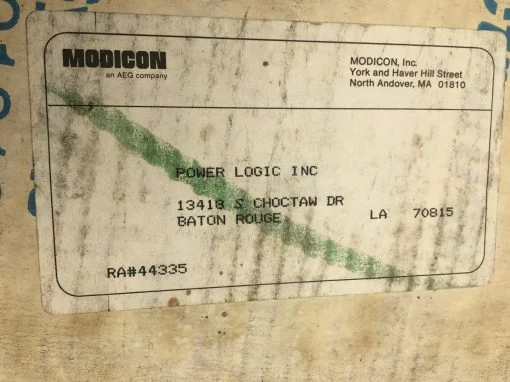 MODICON
an AEG company
MODICON, Inc.
York and Haver Hill Street
North Andover, MA 01810
POWER LOGIC INC
13418 S CHOCTAW DR
BATON ROUGE LA 70815
RA#44335